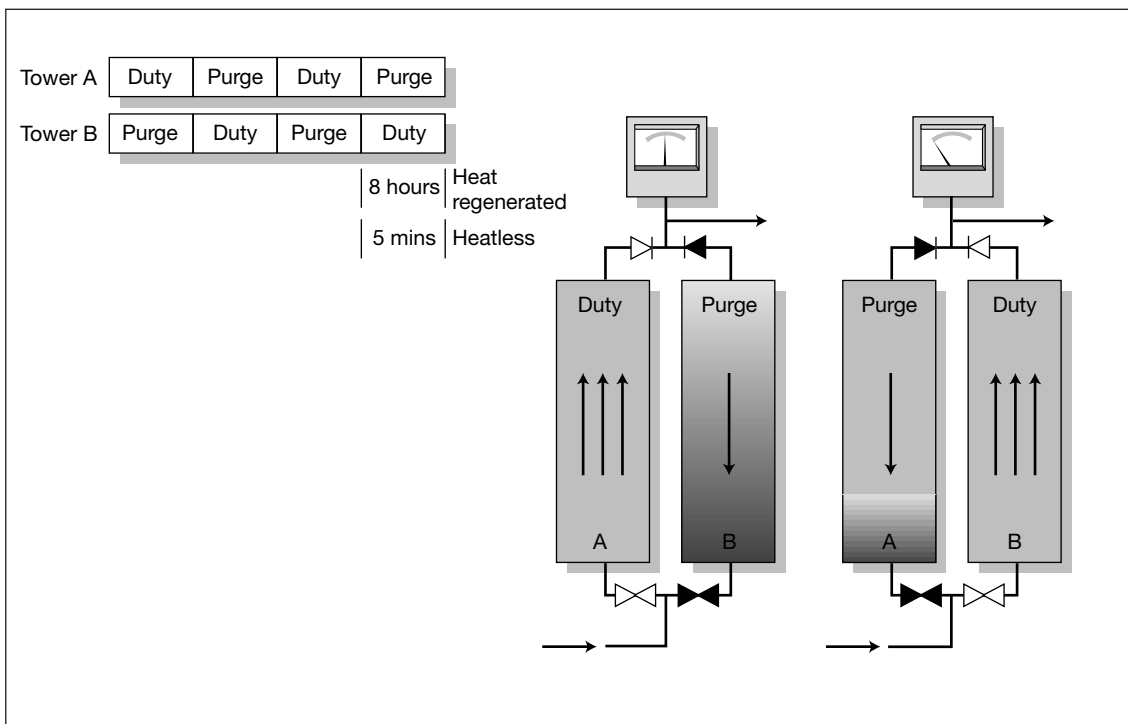 Tower A Duty Purge Duty Purge
Tower B Purge Duty Purge Duty
8 hours Heat
regenerated
5 mins Heatless
Duty Purge Purge Duty
A B A B